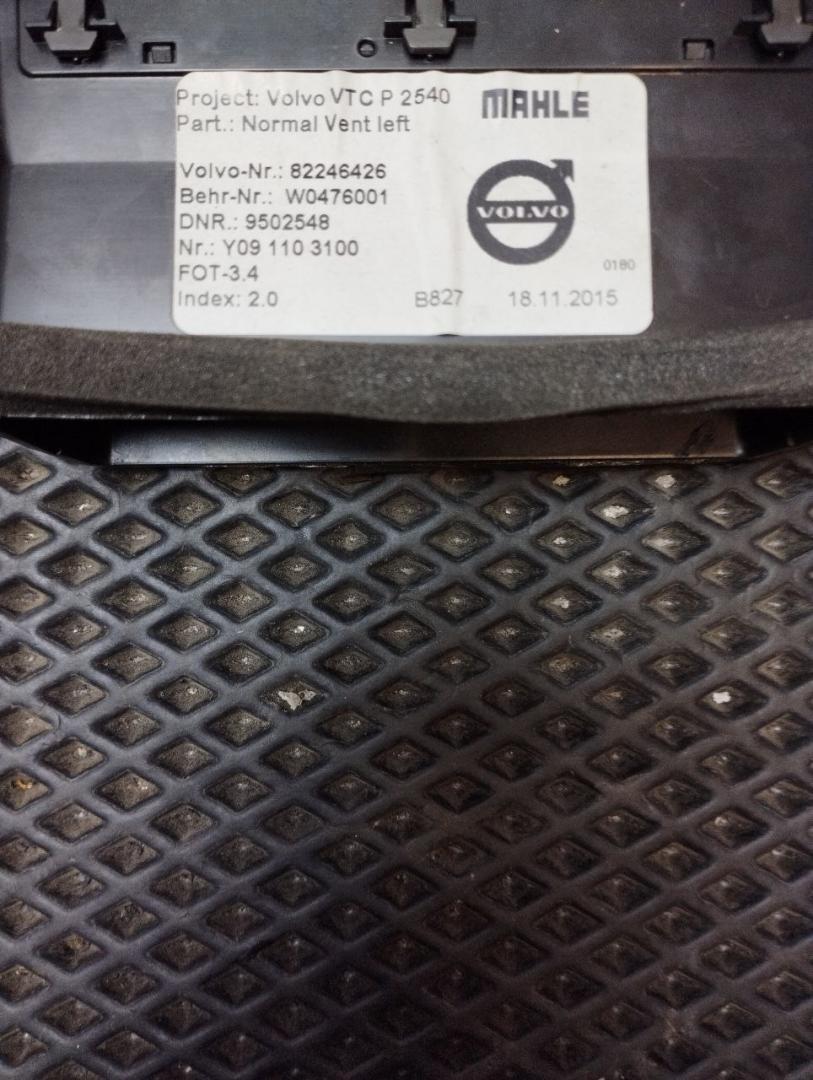 Project: Volvo VTC P 2540
MAHLE
Part.: Normal Vent left
Volvo-Nr.: 82246426
Behr-Nr.: W0476001
DNR.: 9502548
VOLVO
Nr.: Y09 110 3100
FOT-3.4
0180
Index: 2.0 B827 18.11.2015